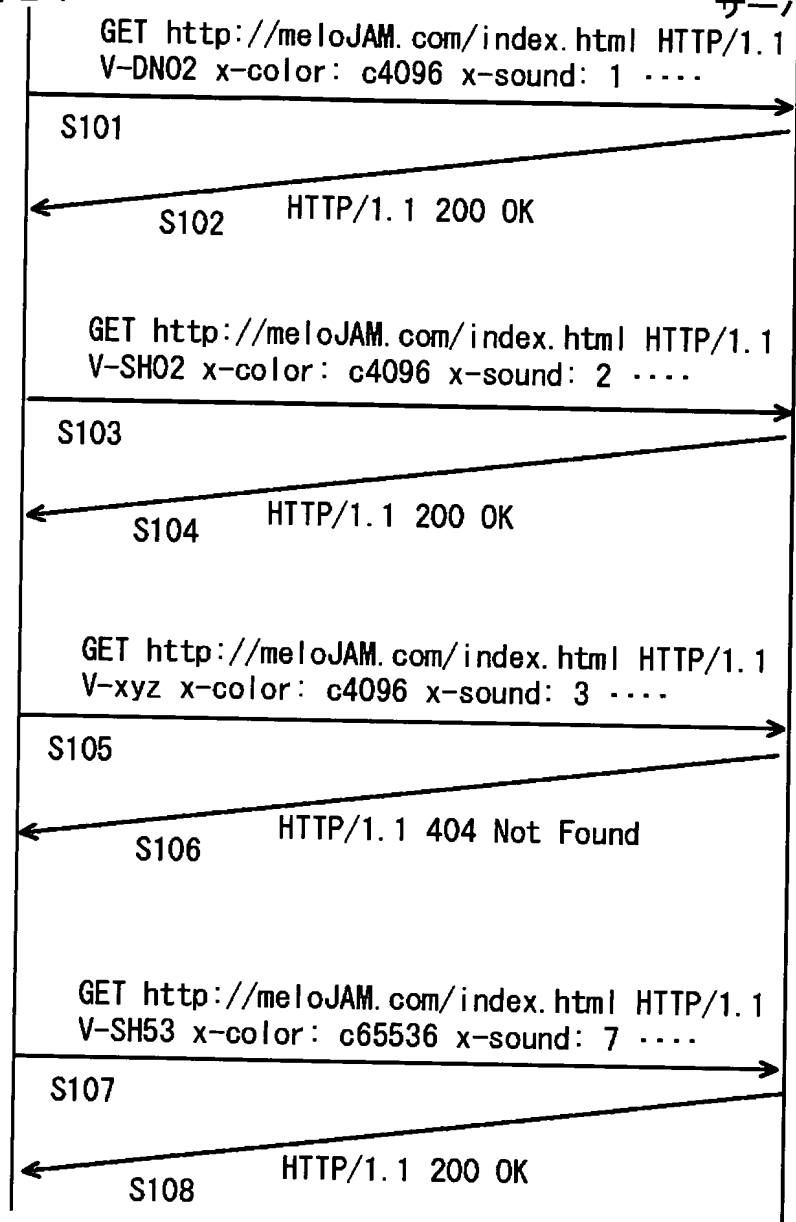 サーバ
GET http://meloJAM.com/index.html HTTP/1.1
V-DN02 x-color: c4096 x-sound: 1 ････
S101
HTTP/1.1 200 OK
S102
GET http://meloJAM.com/index.html HTTP/1.1
V-SH02 x-color: c4096 x-sound: 2 ････
S103
HTTP/1.1 200 OK
S104
GET http://meloJAM.com/index.html HTTP/1.1
V-xyz x-color: c4096 x-sound: 3 ････
S105
HTTP/1.1 404 Not Found
S106
GET http://meloJAM.com/index.html HTTP/1.1
V-SH53 x-color: c65536 x-sound: 7 ････
S107
HTTP/1.1 200 OK
S108